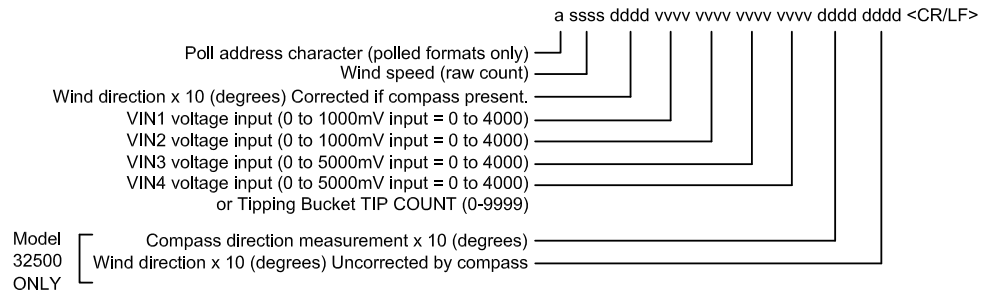 a ssss dddd vvvv vvvv vvvv vvvv dddd dddd <CR/LF>
Poll address character (polled formats only)
Wind speed (raw count)
Wind direction x 10 (degrees) Corrected if compass present.
VIN1 voltage input (0 to 1000mV input = 0 to 4000)
VIN2 voltage input (0 to 1000mV input = 0 to 4000)
VIN3 voltage input (0 to 5000mV input = 0 to 4000)
VIN4 voltage input (0 to 5000mV input = 0 to 4000)
or Tipping Bucket TIP COUNT (0-9999)
Model
32500
ONLY
Compass direction measurement x 10 (degrees)
Wind direction x 10 (degrees) Uncorrected by compass